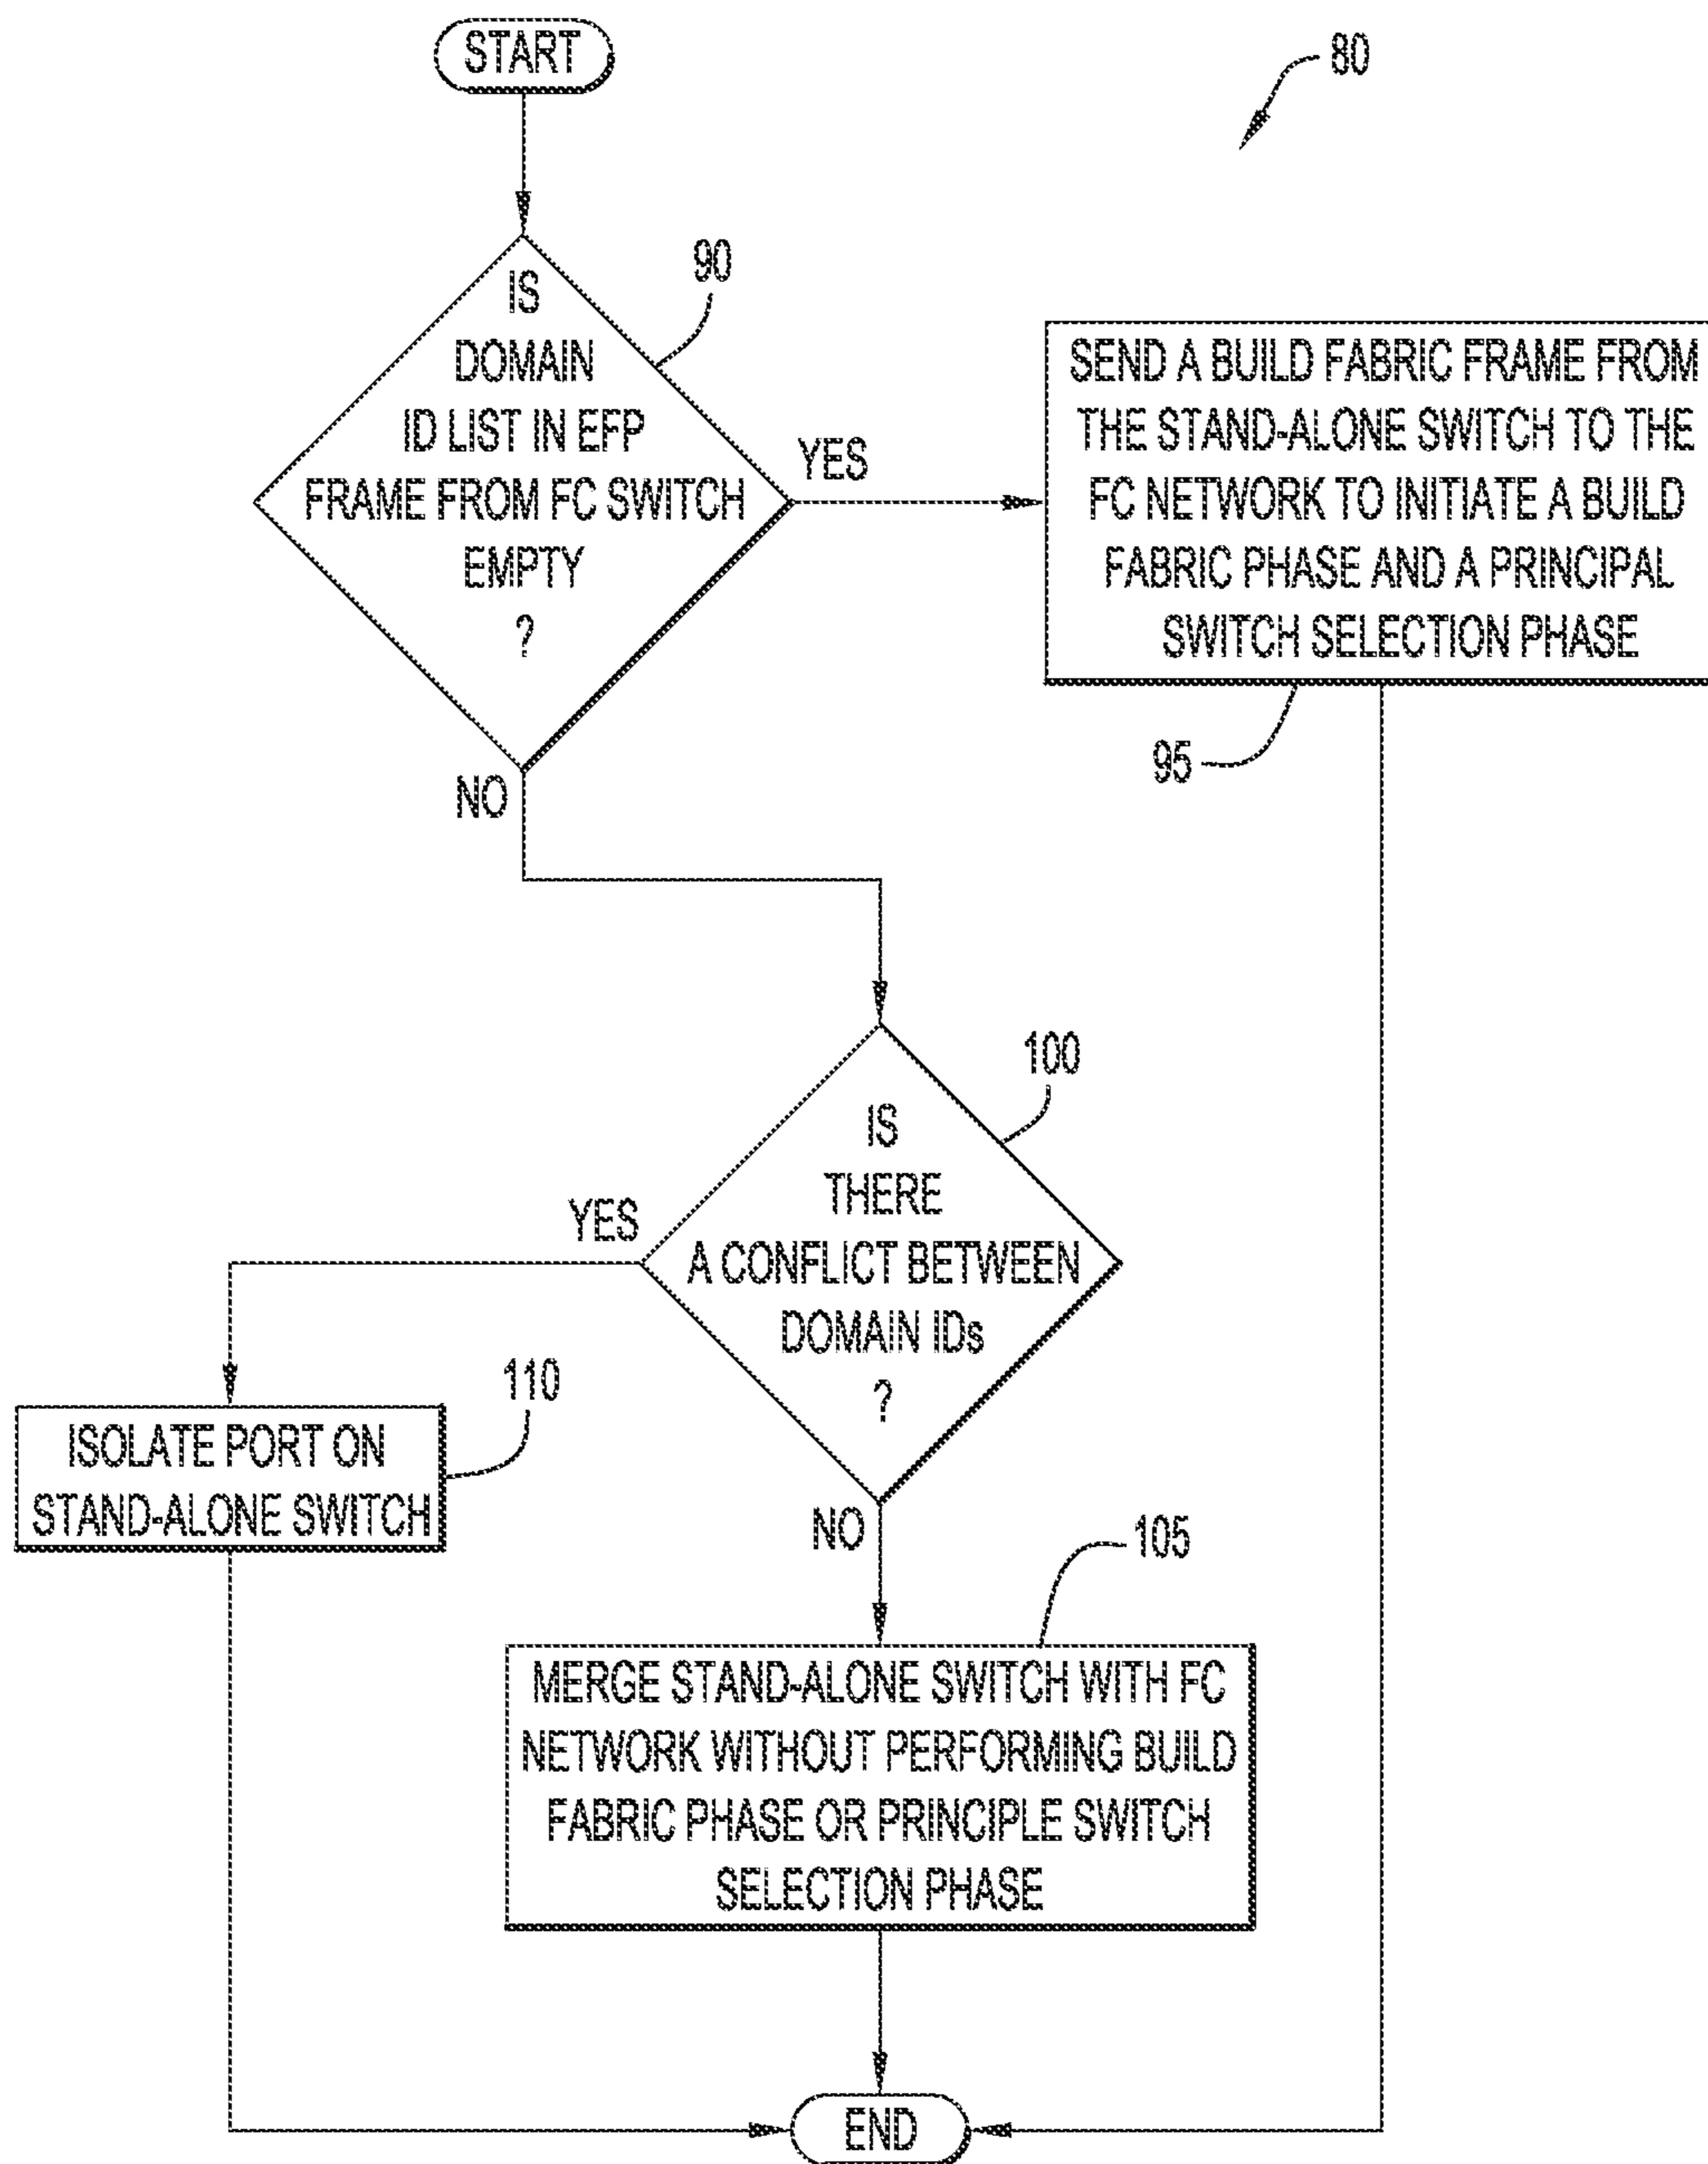 START
80
90
IS
DOMAIN
ID LIST IN EFP
FRAME FROM FC SWITCH
EMPTY
?
YES
SEND A BUILD FABRIC FRAME FROM
THE STAND-ALONE SWITCH TO THE
FC NETWORK TO INITIATE A BUILD
FABRIC PHASE AND A PRINCIPAL
SWITCH SELECTION PHASE
95
NO
100
IS
THERE
A CONFLICT BETWEEN
DOMAIN IDs
?
YES
110
ISOLATE PORT ON
STAND-ALONE SWITCH
NO
105
MERGE STAND-ALONE SWITCH WITH FC
NETWORK WITHOUT PERFORMING BUILD
FABRIC PHASE OR PRINCIPLE SWITCH
SELECTION PHASE
END